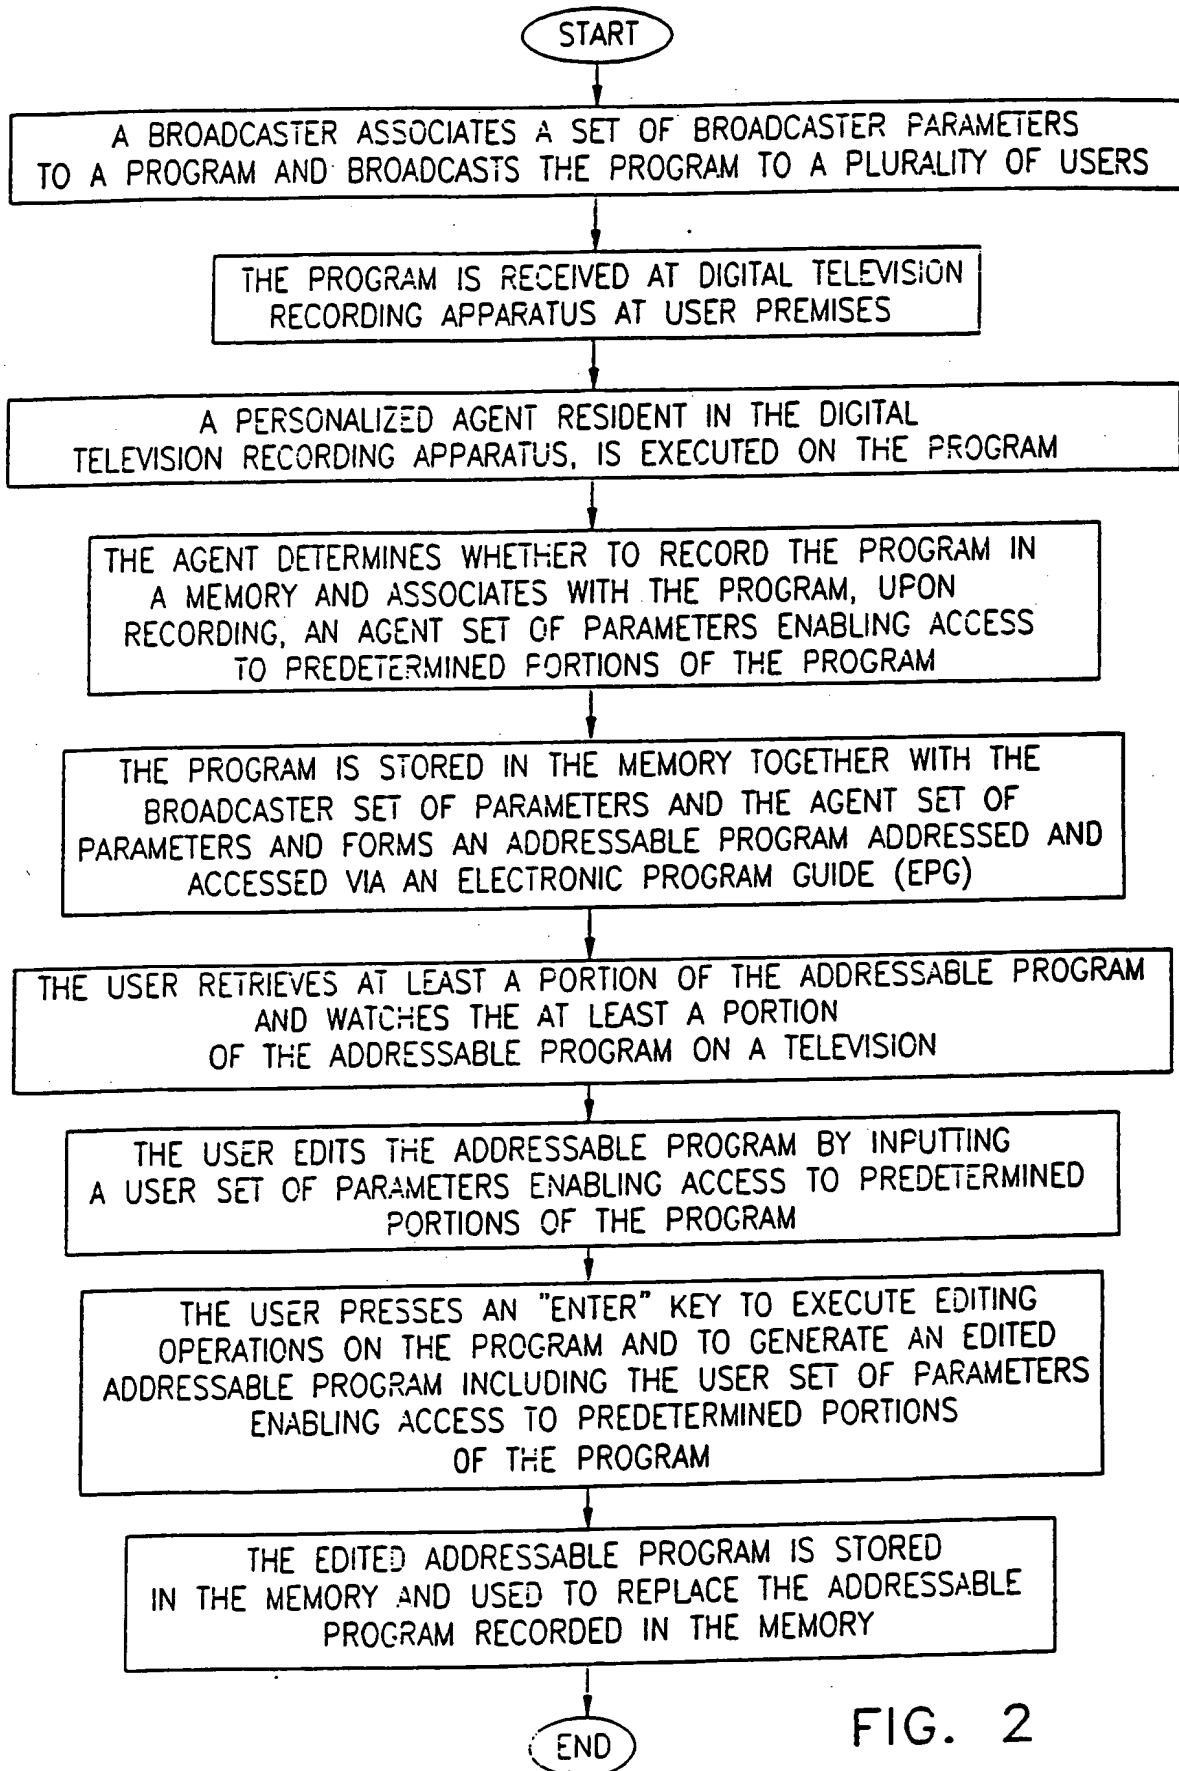 START
A BROADCASTER ASSOCIATES A SET OF BROADCASTER PARAMETERS
TO A PROGRAM AND BROADCASTS THE PROGRAM TO A PLURALITY OF USERS
THE PROGRAM IS RECEIVED AT DIGITAL TELEVISION
RECORDING APPARATUS AT USER PREMISES
A PERSONALIZED AGENT RESIDENT IN THE DIGITAL
TELEVISION RECORDING APPARATUS, IS EXECUTED ON THE PROGRAM
THE AGENT DETERMINES WHETHER TO RECORD THE PROGRAM IN
A MEMORY AND ASSOCIATES WITH THE PROGRAM, UPON
RECORDING, AN AGENT SET OF PARAMETERS ENABLING ACCESS
TO PREDETERMINED PORTIONS OF THE PROGRAM
THE PROGRAM IS STORED IN THE MEMORY TOGETHER WITH THE
BROADCASTER SET OF PARAMETERS AND THE AGENT SET OF
PARAMETERS AND FORMS AN ADDRESSABLE PROGRAM ADDRESSED AND
ACCESSED VIA AN ELECTRONIC PROGRAM GUIDE (EPG)
THE USER RETRIEVES AT LEAST A PORTION OF THE ADDRESSABLE PROGRAM
AND WATCHES THE AT LEAST A PORTION
OF THE ADDRESSABLE PROGRAM ON A TELEVISION
THE USER EDITS THE ADDRESSABLE PROGRAM BY INPUTTING
A USER SET OF PARAMETERS ENABLING ACCESS TO PREDETERMINED
PORTIONS OF THE PROGRAM
THE USER PRESSES AN "ENTER" KEY TO EXECUTE EDITING
OPERATIONS ON THE PROGRAM AND TO GENERATE AN EDITED
ADDRESSABLE PROGRAM INCLUDING THE USER SET OF PARAMETERS
ENABLING ACCESS TO PREDETERMINED PORTIONS
OF THE PROGRAM
THE EDITED ADDRESSABLE PROGRAM IS STORED
IN THE MEMORY AND USED TO REPLACE THE ADDRESSABLE
PROGRAM RECORDED IN THE MEMORY
END
FIG. 2